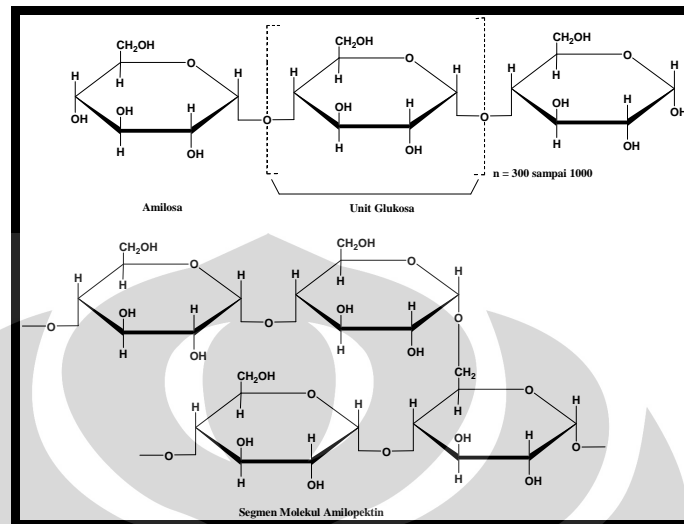 CH₂OH CH₂OH CH₂OH
O O O
H H H H H H H H H
OH OH H O OH H O OH H OH
H OH H OH H OH
n = 300 sampai 1000
Amilosa Unit Glukosa
CH₂OH CH₂OH
O O
H H H H H H
OH H OH H O
O O
H OH H OH
CH₂OH CH₂
O O
H H H H H H
OH H OH H
O O O
H OH H OH
Segmen Molekul Amilopektin